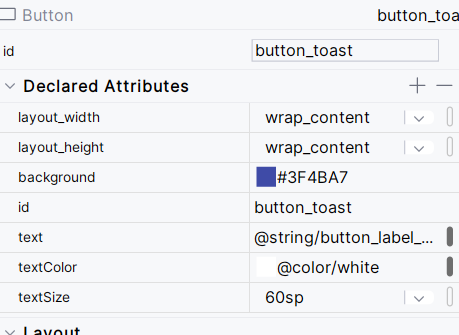 Button button_toa
id button_toast
Declared Attributes
layout_width wrap_content
layout_height wrap_content
background #3F4BA7
id button_toast
text @string/button_label_...
textColor @color/white
textSize 60sp
Layout